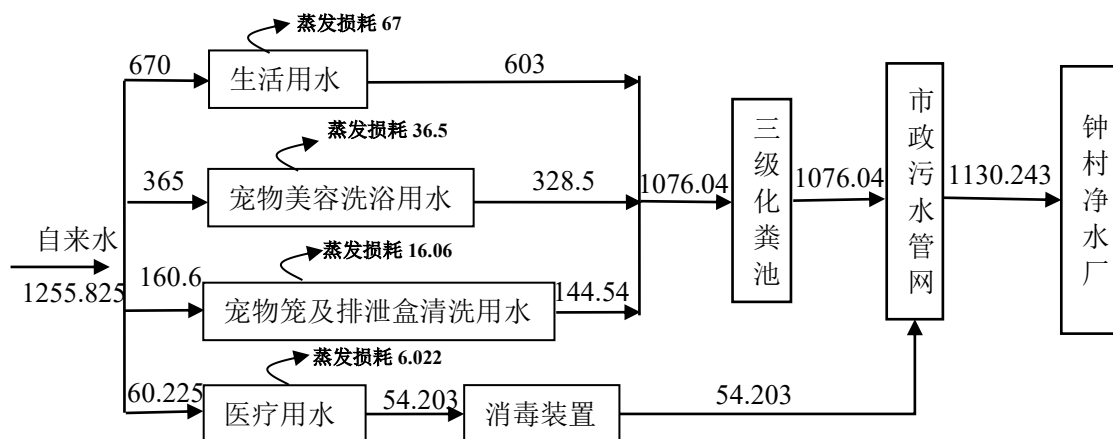 蒸发损耗 67
670
生活用水
603
蒸发损耗 36.5
365
宠物美容洗浴用水
328.5
1076.04
三级化粪池
1076.04
市政污水管网
1130.243
钟村净水厂
自来水
1255.825
蒸发损耗 16.06
160.6
宠物笼及排泄盒清洗用水
144.54
蒸发损耗 6.022
60.225
医疗用水
54.203
消毒装置
54.203